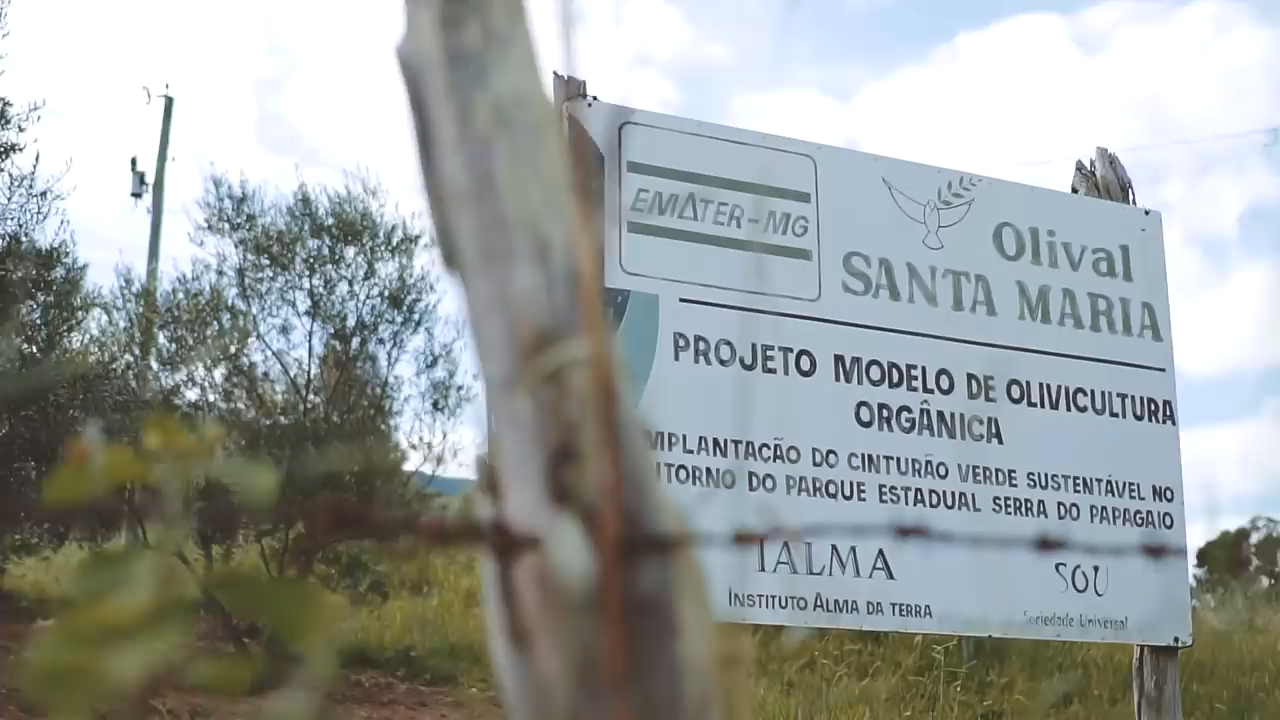 EMATER-MG
Olival
SANTA MARIA
PROJETO MODELO DE OLIVICULTURA
ORGÂNICA
MPLANTAÇÃO DO CINTURÃO VERDE SUSTENTÁVEL NO
TORNO DO PARQUE ESTADUAL SERRA DO PAPAGAIO
IALMA
INSTITUTO ALMA DA TERRA
SOU
Sociedade Universal